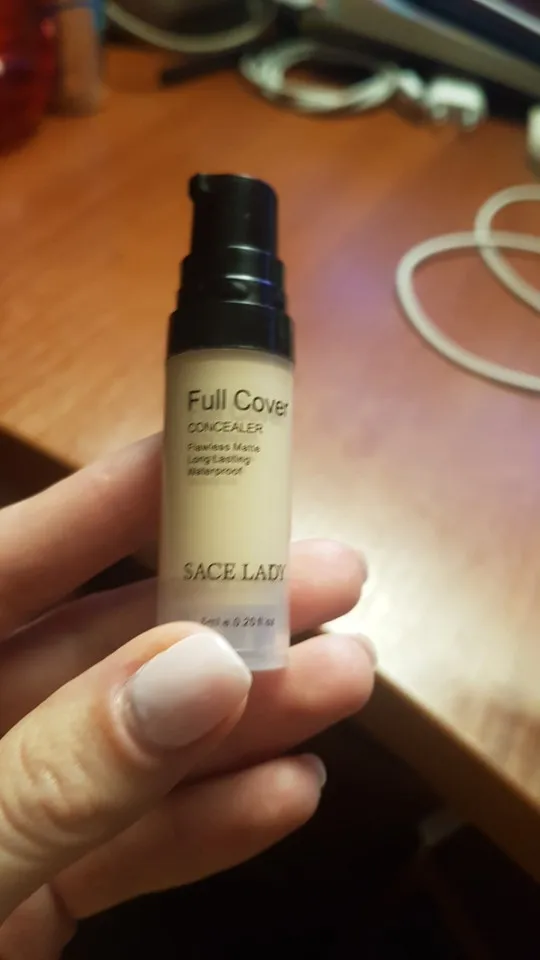 Full Cover
CONCEALER
Flawless Matte
Long Lasting
Waterproof
SACE LADY
6ml e 0.20 fl oz